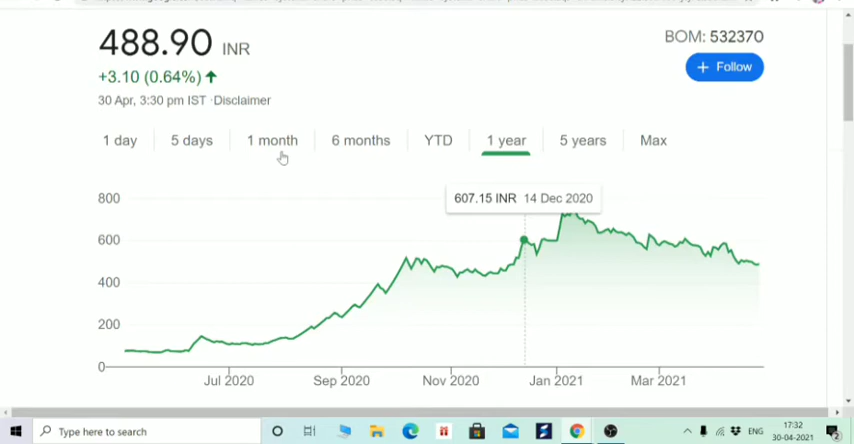 488.90 INR
BOM: 532370
+3.10 (0.64%)
+ Follow
30 Apr, 3:30 pm IST · Disclaimer
1 day 5 days 1 month 6 months YTD 1 year 5 years Max
607.15 INR 14 Dec 2020
800
600
400
200
0
Jul 2020 Sep 2020 Nov 2020 Jan 2021 Mar 2021
Type here to search
ENG
17:32
30-04-2021
2